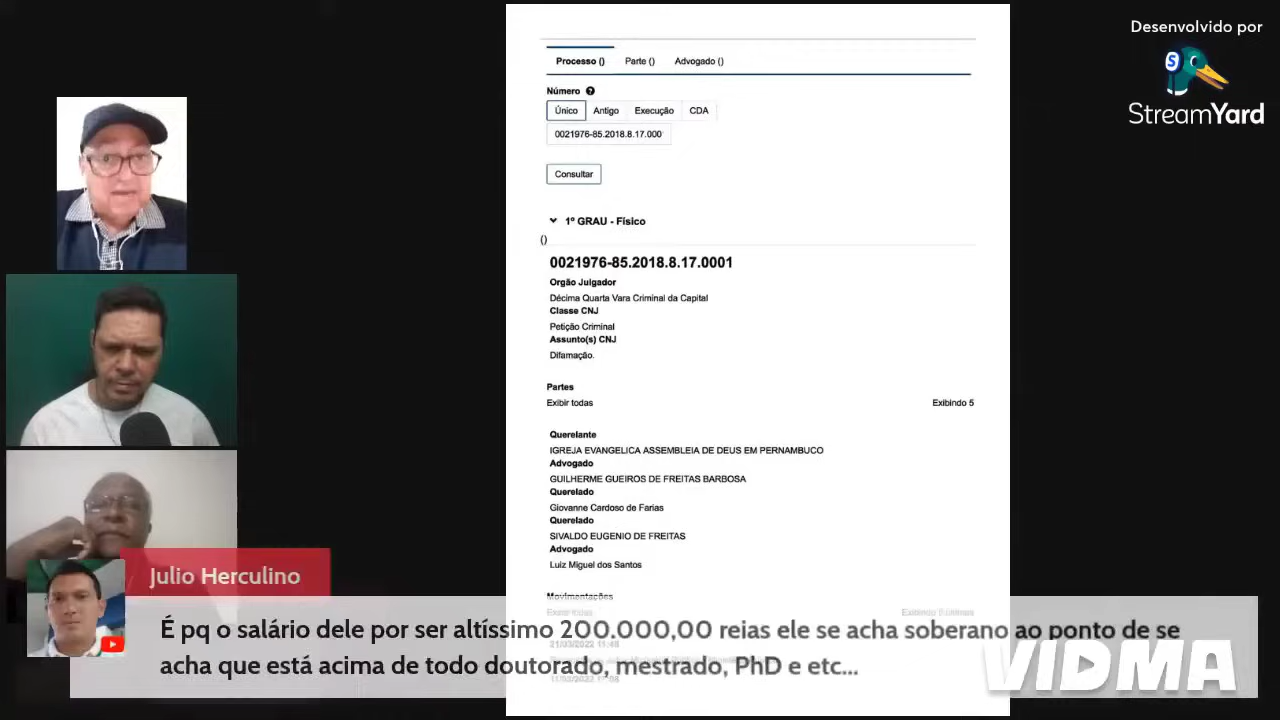 Desenvolvido por
StreamYard
Processo () Parte () Advogado ()
Número
Único Antigo Execução CDA
0021976-85.2018.8.17.000
Consultar
1º GRAU - Físico
()
0021976-85.2018.8.17.0001
Orgão Julgador
Décima Quarta Vara Criminal da Capital
Classe CNJ
Petição Criminal
Assunto(s) CNJ
Difamação.
Partes
Exibir todas Exibindo 5
Querelante
IGREJA EVANGELICA ASSEMBLEIA DE DEUS EM PERNAMBUCO
Advogado
GUILHERME GUEIROS DE FREITAS BARBOSA
Querelado
Giovanne Cardoso de Farias
Querelado
SIVALDO EUGENIO DE FREITAS
Advogado
Luiz Miguel dos Santos
Movimentações
Exibir todas
Julio Herculino
É pq o salário dele por ser altíssimo 200.000,00 reias ele se acha soberano ao ponto de se
acha que está acima de todo doutorado, mestrado, PhD e etc...
VIDMA